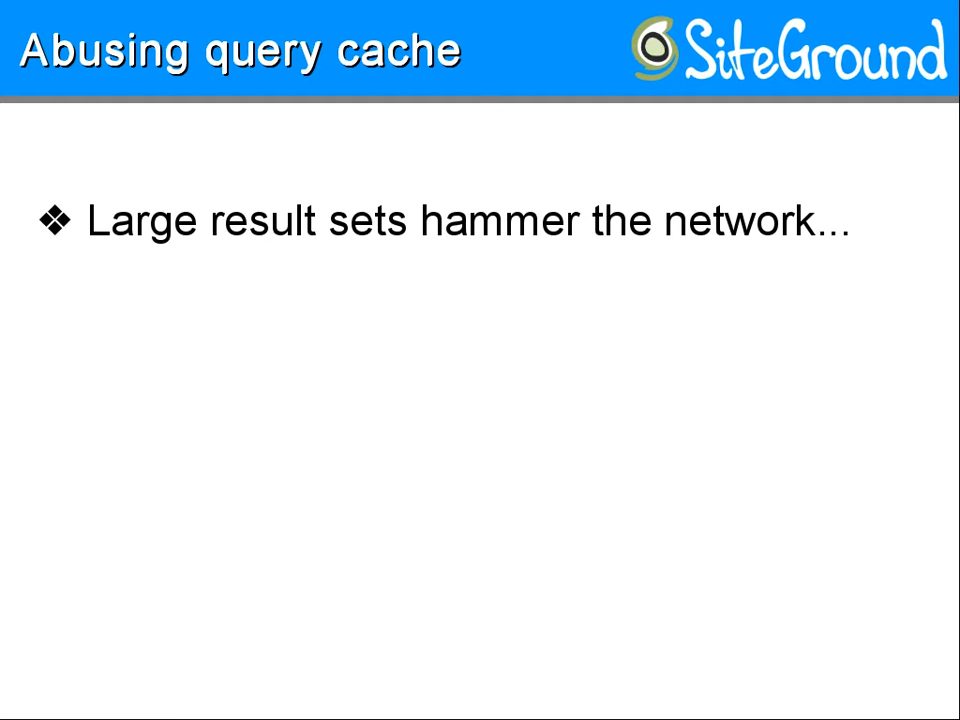 Abusing query cache
SiteGround
❖ Large result sets hammer the network...